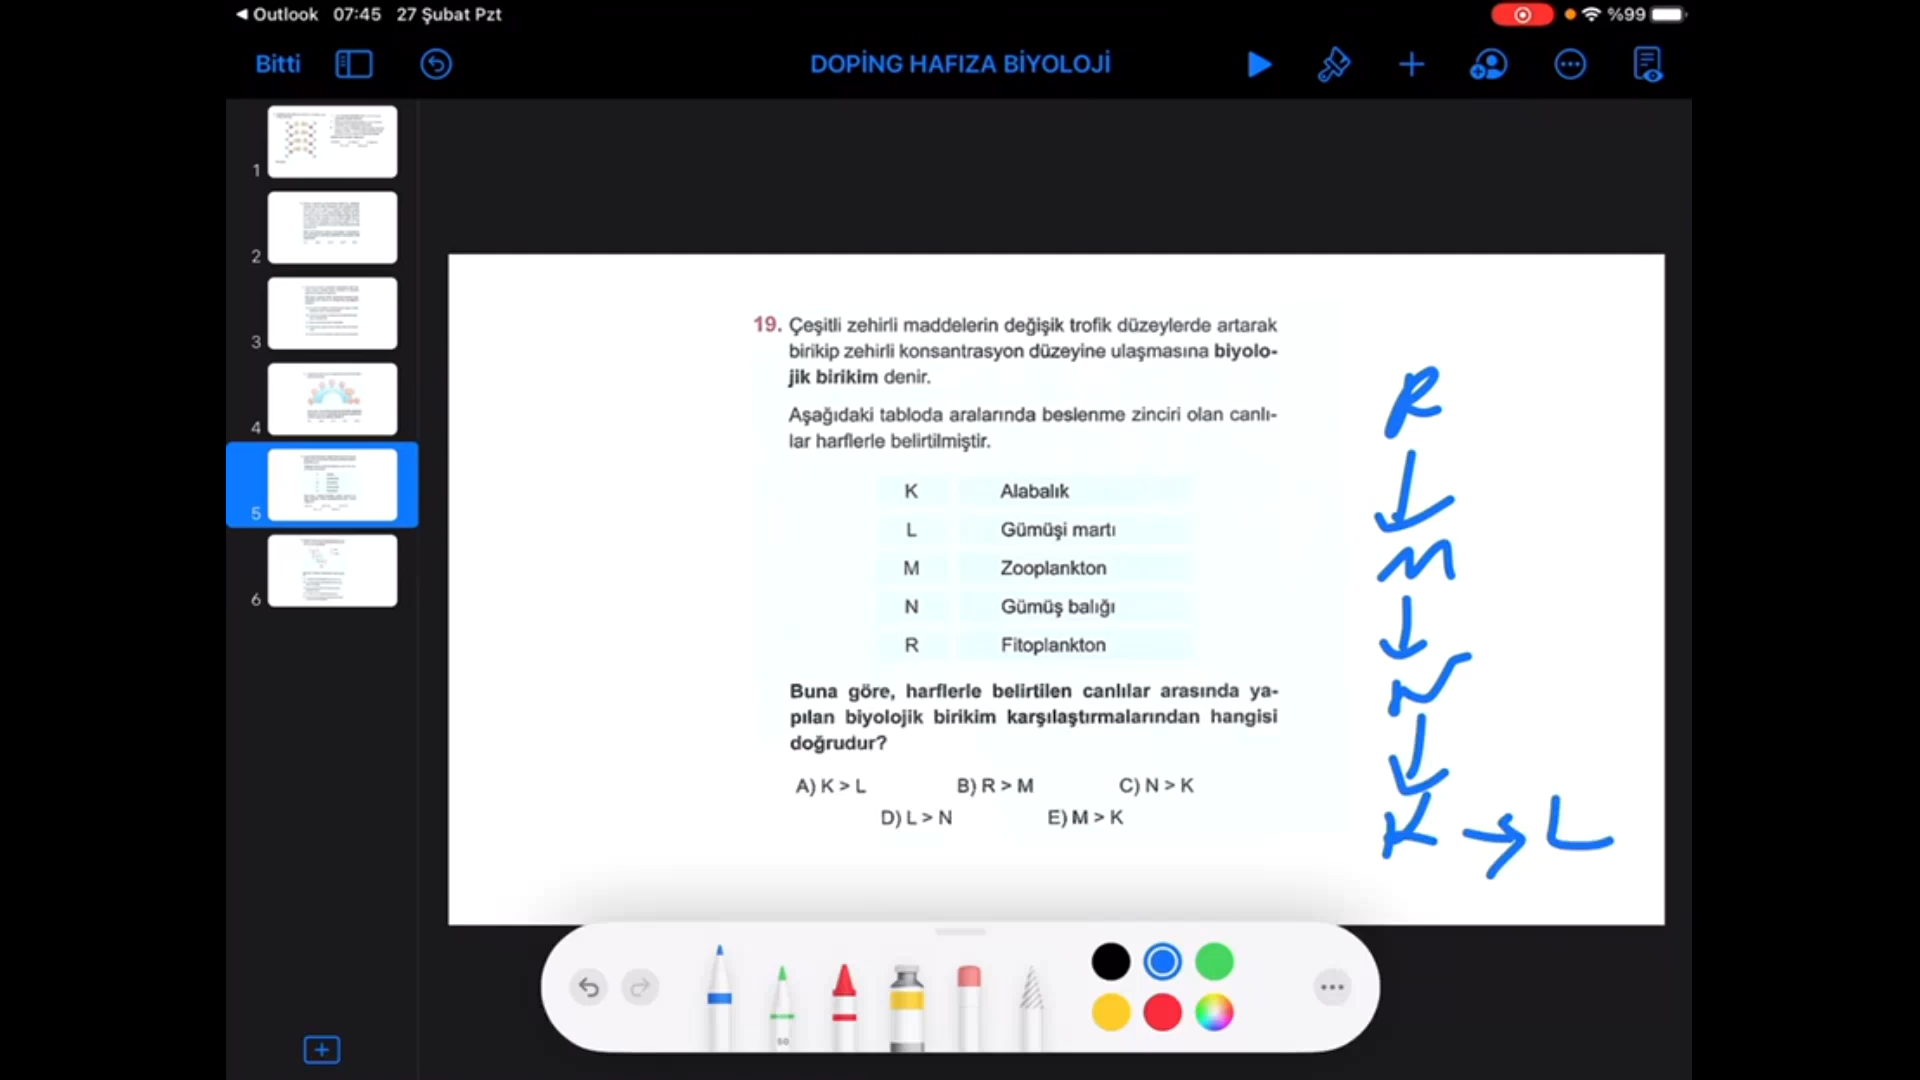 Outlook 07:45 27 Şubat Pzt %99
Bitti DOPİNG HAFIZA BİYOLOJİ
1
2
3
4
5
6
19. Çeşitli zehirli maddelerin değişik trofik düzeylerde artarak
birikip zehirli konsantrasyon düzeyine ulaşmasına biyolo-
jik birikim denir.
Aşağıdaki tabloda aralarında beslenme zinciri olan canlı-
lar harflerle belirtilmiştir.
K Alabalık
L Gümüşi martı
M Zooplankton
N Gümüş balığı
R Fitoplankton
Buna göre, harflerle belirtilen canlılar arasında ya-
pılan biyolojik birikim karşılaştırmalarından hangisi
doğrudur?
A) K > L B) R > M C) N > K
D) L > N E) M > K
R
M
N
K → L
50